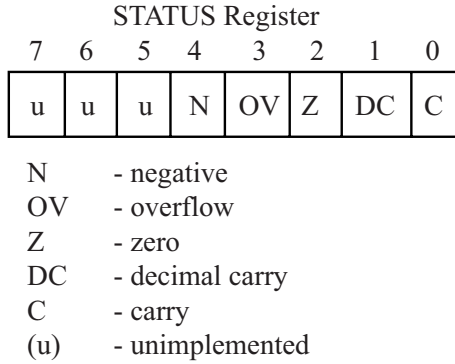 STATUS Register
7 6 5 4 3 2 1 0
u u u N OV Z DC C
N - negative
OV - overflow
Z - zero
DC - decimal carry
C - carry
(u) - unimplemented